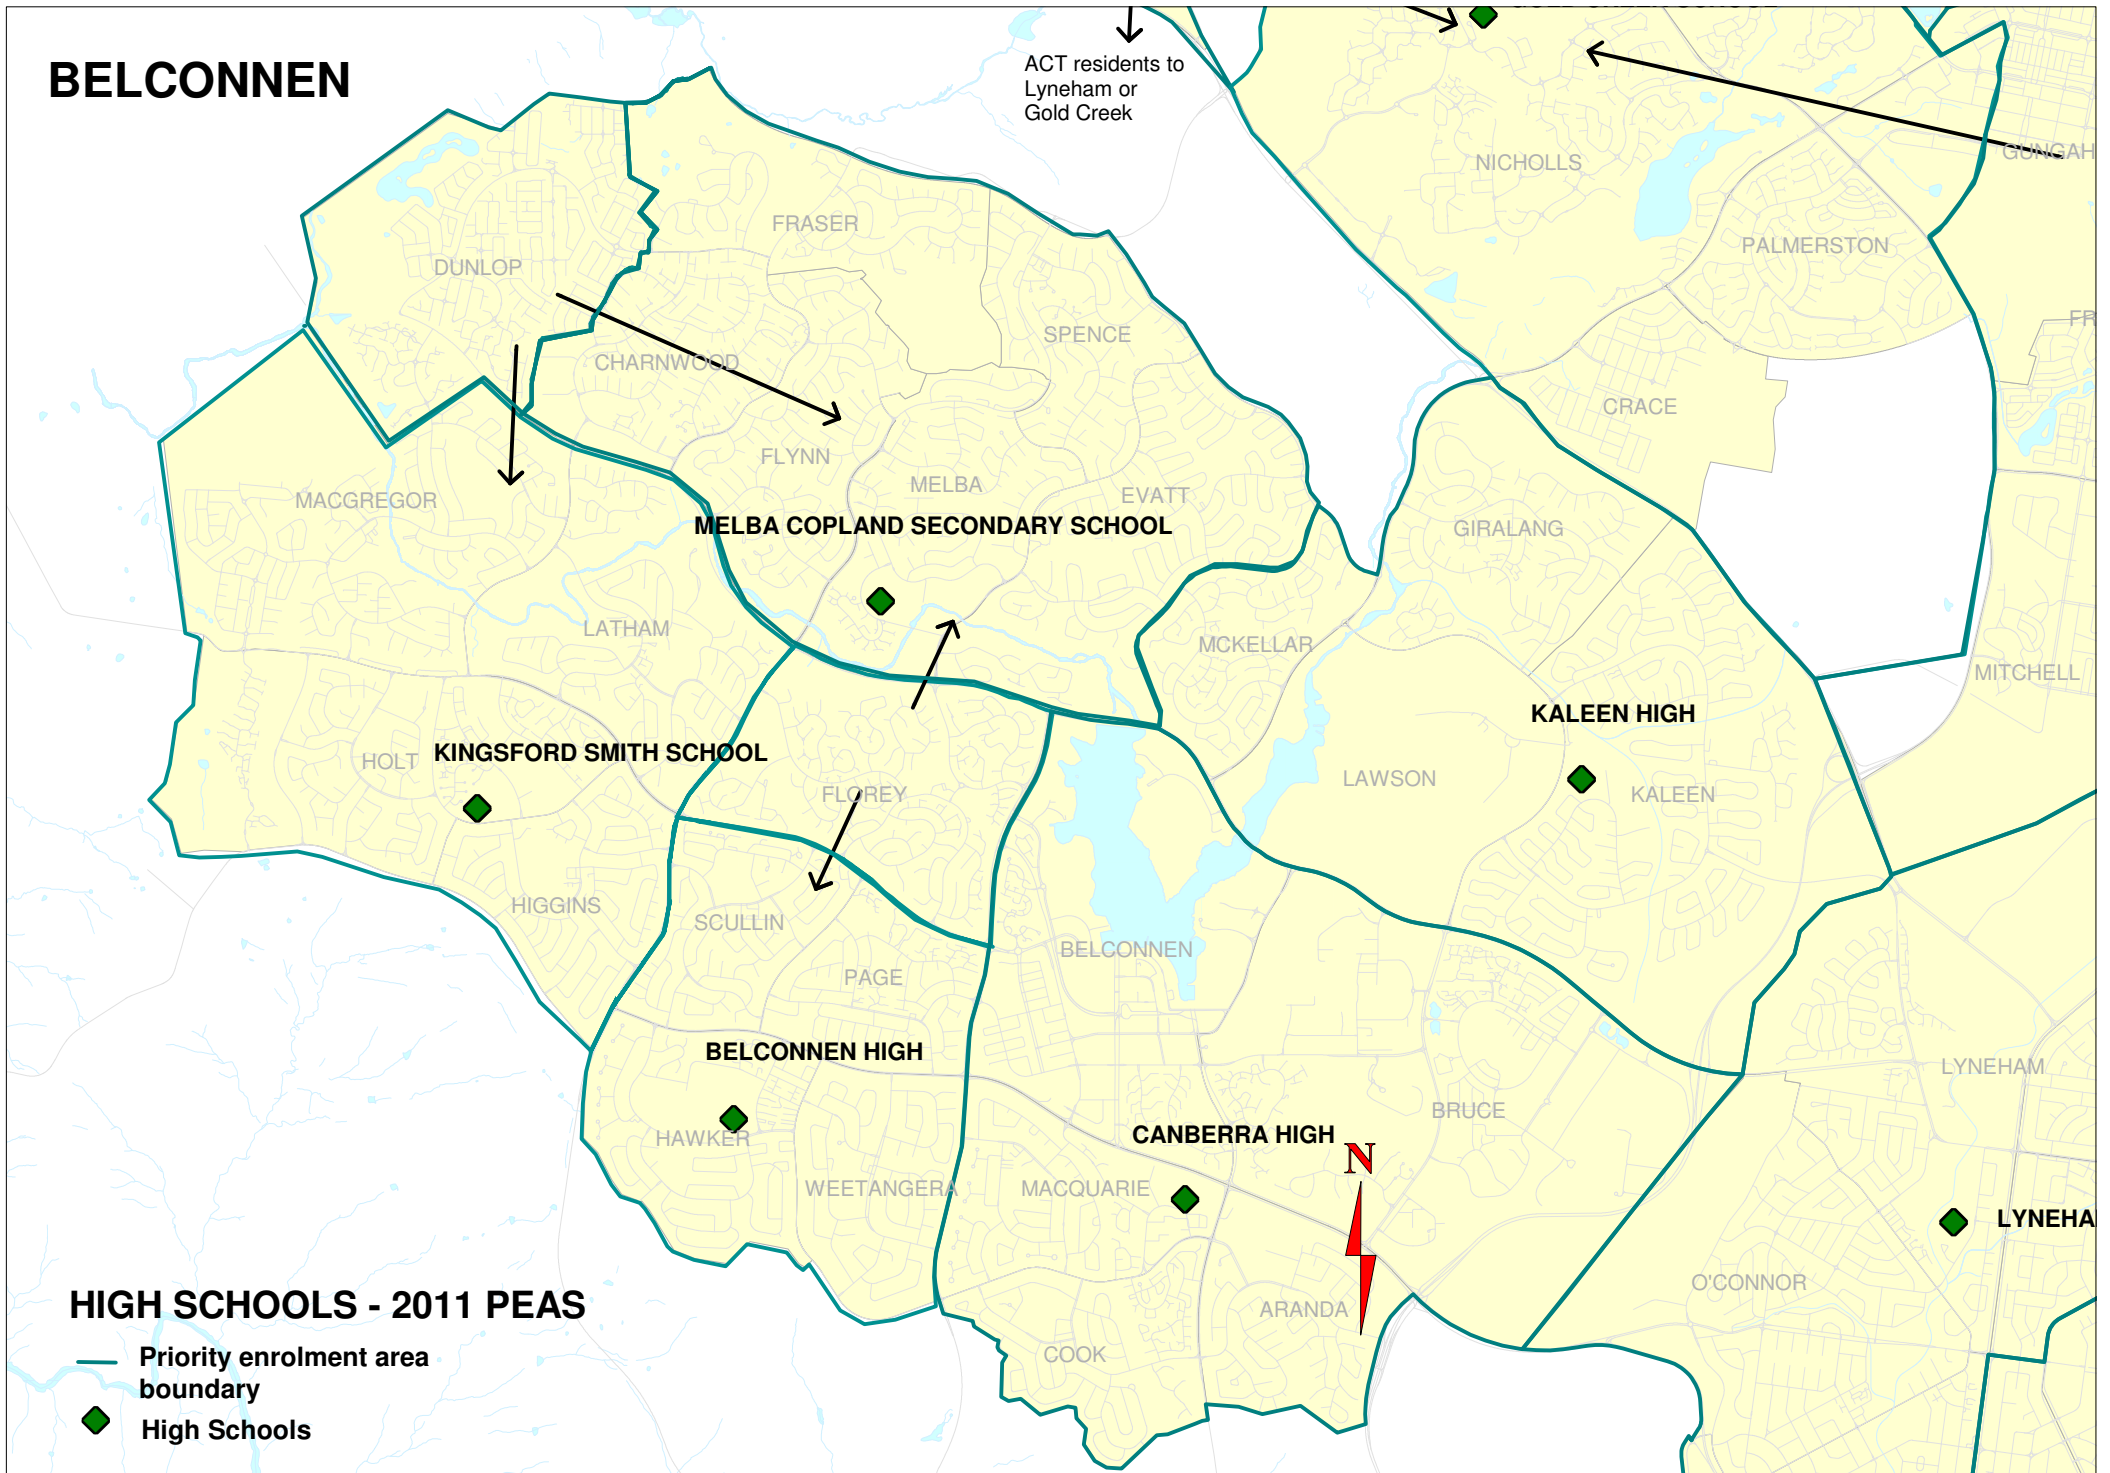 BELCONNEN
ACT residents to
Lyneham or
Gold Creek
NICHOLLS
GUNGAH
PALMERSTON
FRASER
DUNLOP
SPENCE
FR
CHARNWOOD
CRACE
FLYNN
MELBA
EVATT
MACGREGOR
MELBA COPLAND SECONDARY SCHOOL
GIRALANG
LATHAM
MCKELLAR
MITCHELL
KALEEN HIGH
HOLT
KINGSFORD SMITH SCHOOL
FLOREY
LAWSON
KALEEN
HIGGINS
SCULLIN
BELCONNEN
PAGE
BELCONNEN HIGH
LYNEHAM
BRUCE
HAWKER
CANBERRA HIGH
N
WEETANGERA
MACQUARIE
LYNEHA
O'CONNOR
ARANDA
COOK
HIGH SCHOOLS - 2011 PEAS
Priority enrolment area
boundary
High Schools